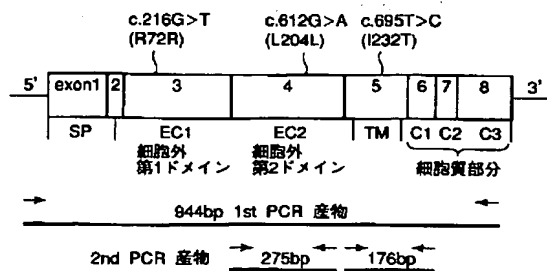 c.216G>T c.612G>A c.695T>C
(R72R) (L204L) (I232T)
5' exon1 2 3 4 5 6 7 8 3'
SP EC1 EC2 TM C1 C2 C3
細胞外 細胞外 細胞質部分
第1ドメイン 第2ドメイン
944bp 1st PCR 産物
2nd PCR 産物 275bp 176bp